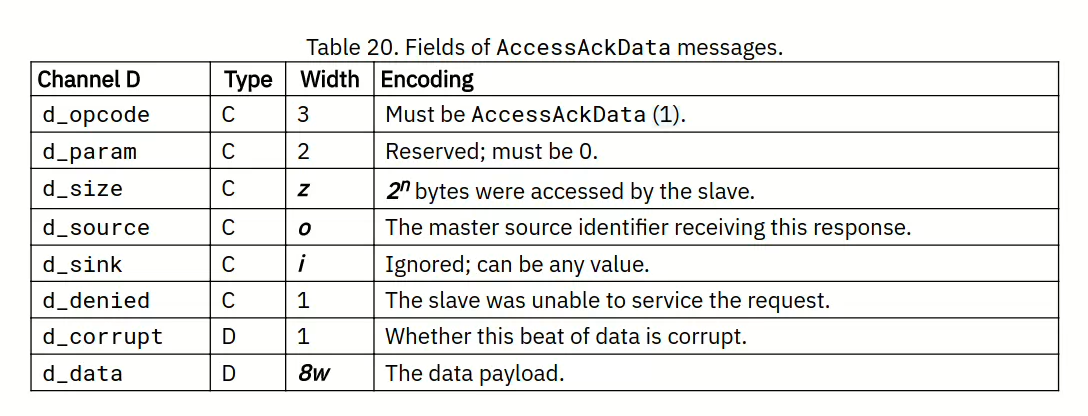 Table 20. Fields of AccessAckData messages.
Channel D Type Width Encoding
d_opcode C 3 Must be AccessAckData (1).
d_param C 2 Reserved; must be 0.
d_size C z 2ⁿ bytes were accessed by the slave.
d_source C o The master source identifier receiving this response.
d_sink C i Ignored; can be any value.
d_denied C 1 The slave was unable to service the request.
d_corrupt D 1 Whether this beat of data is corrupt.
d_data D 8w The data payload.